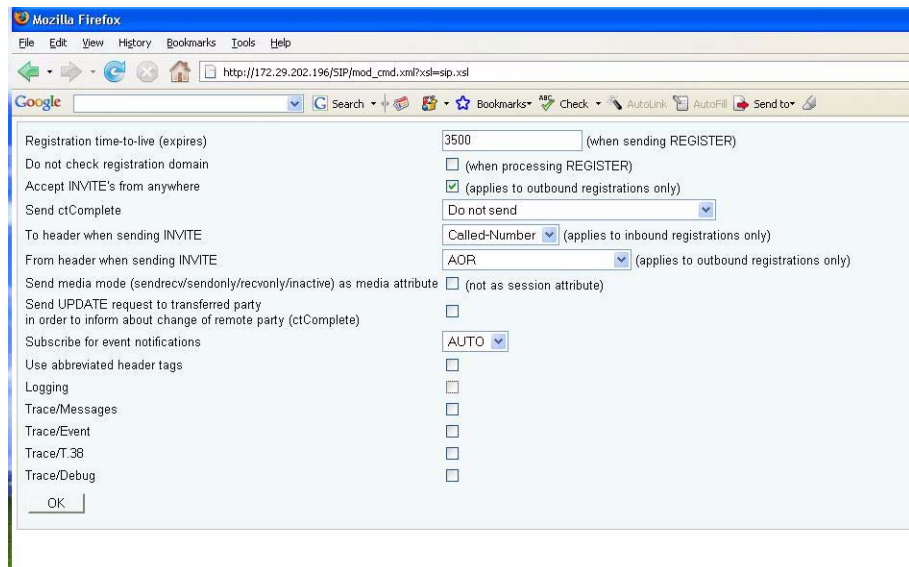 Mozilla Firefox
File Edit View History Bookmarks Tools Help
http://172.29.202.196/SIP/mod_cmd.xml?xsl=sip.xsl
Google G Search Bookmarks ABC Check AutoLink AutoFill Send to
Registration time-to-live (expires) 3500 (when sending REGISTER)
Do not check registration domain (when processing REGISTER)
Accept INVITE's from anywhere (applies to outbound registrations only)
Send ctComplete Do not send
To header when sending INVITE Called-Number (applies to inbound registrations only)
From header when sending INVITE AOR (applies to outbound registrations only)
Send media mode (sendrecv/sendonly/recvonly/inactive) as media attribute (not as session attribute)
Send UPDATE request to transferred party
in order to inform about change of remote party (ctComplete)
Subscribe for event notifications AUTO
Use abbreviated header tags
Logging
Trace/Messages
Trace/Event
Trace/T.38
Trace/Debug
OK